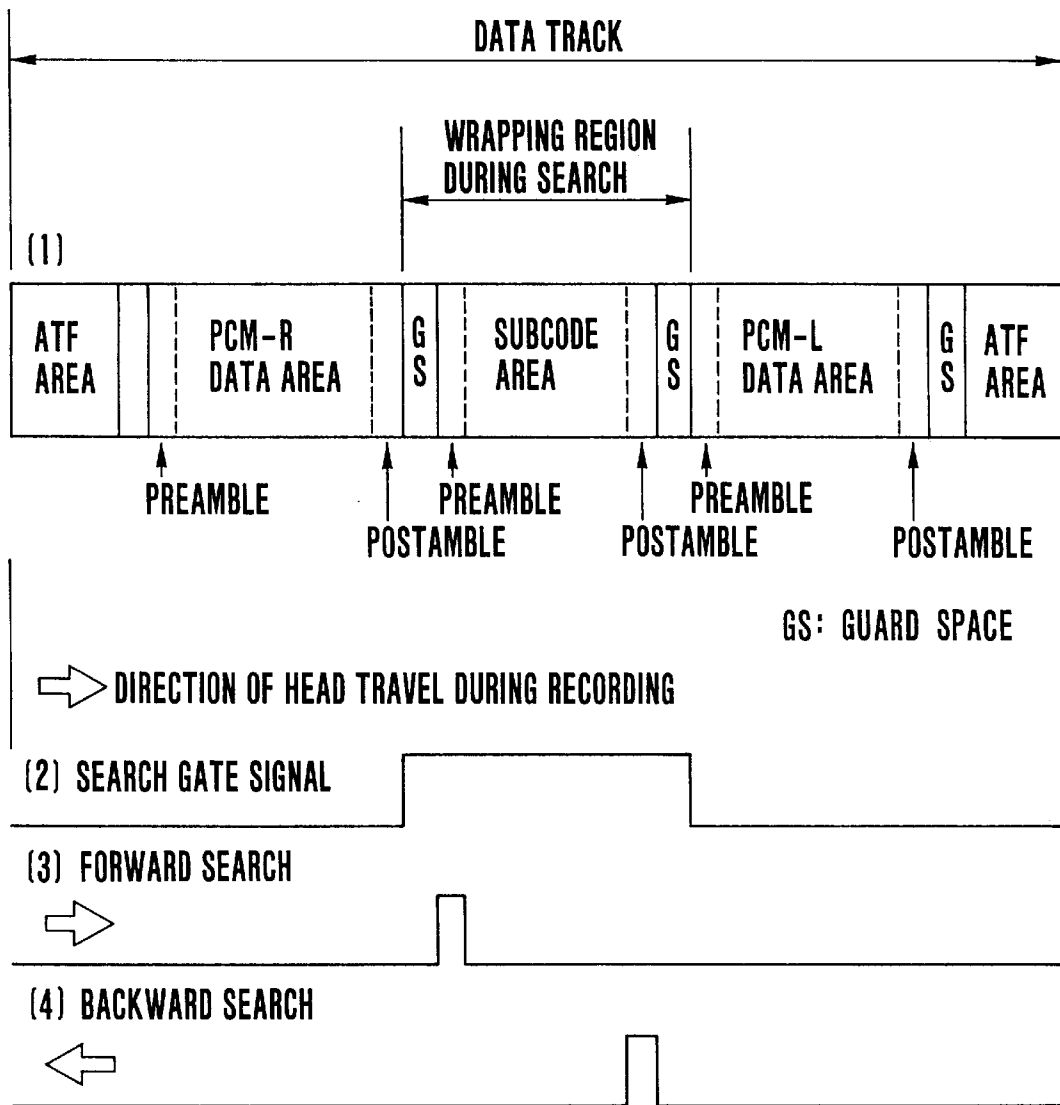 DATA TRACK
WRAPPING REGION
DURING SEARCH
(1)
ATF
AREA
PCM-R
DATA AREA
G
S
SUBCODE
AREA
G
S
PCM-L
DATA AREA
G
S
ATF
AREA
PREAMBLE
POSTAMBLE
PREAMBLE
POSTAMBLE
PREAMBLE
POSTAMBLE
GS: GUARD SPACE
DIRECTION OF HEAD TRAVEL DURING RECORDING
(2) SEARCH GATE SIGNAL
(3) FORWARD SEARCH
(4) BACKWARD SEARCH